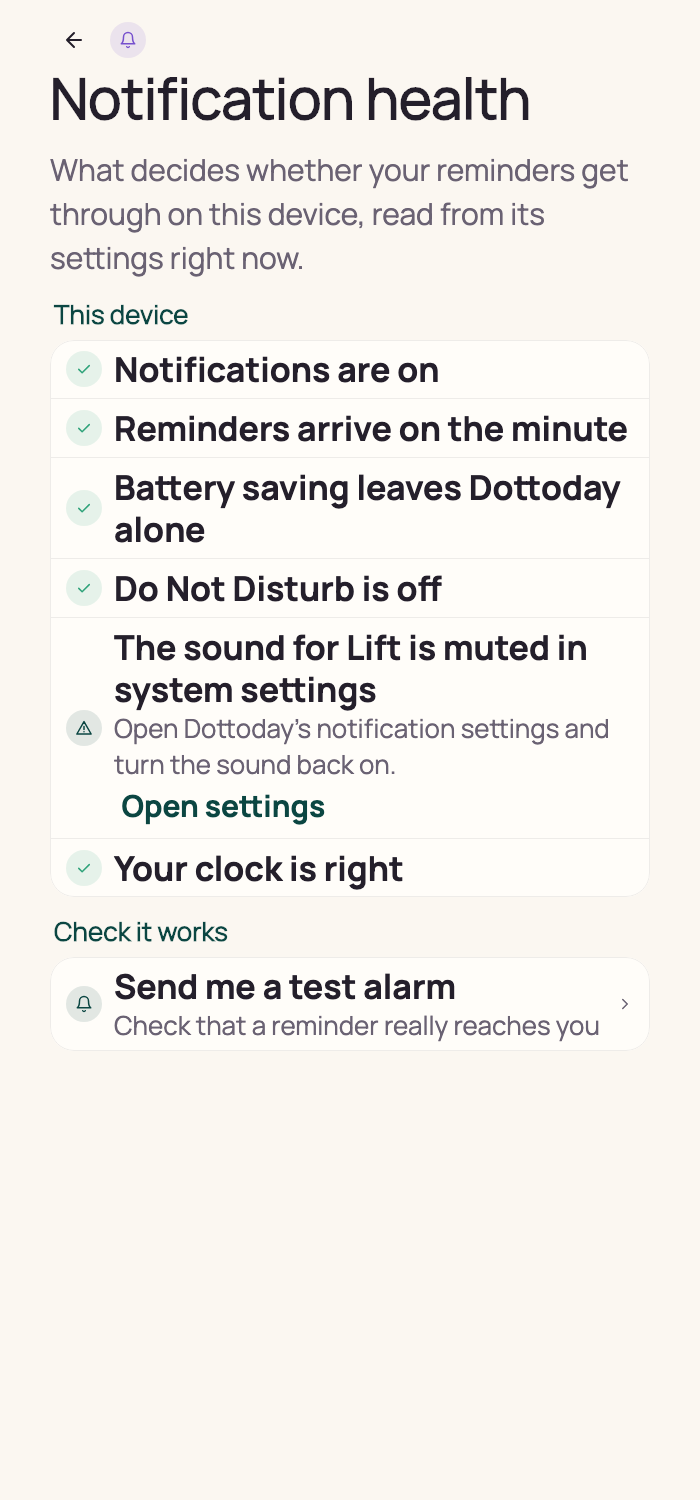 Notification health
What decides whether your reminders get
through on this device, read from its
settings right now.
This device
Notifications are on
Reminders arrive on the minute
Battery saving leaves Dottoday
alone
Do Not Disturb is off
The sound for Lift is muted in
system settings
Open Dottoday’s notification settings and
turn the sound back on.
Open settings
Your clock is right
Check it works
Send me a test alarm
Check that a reminder really reaches you